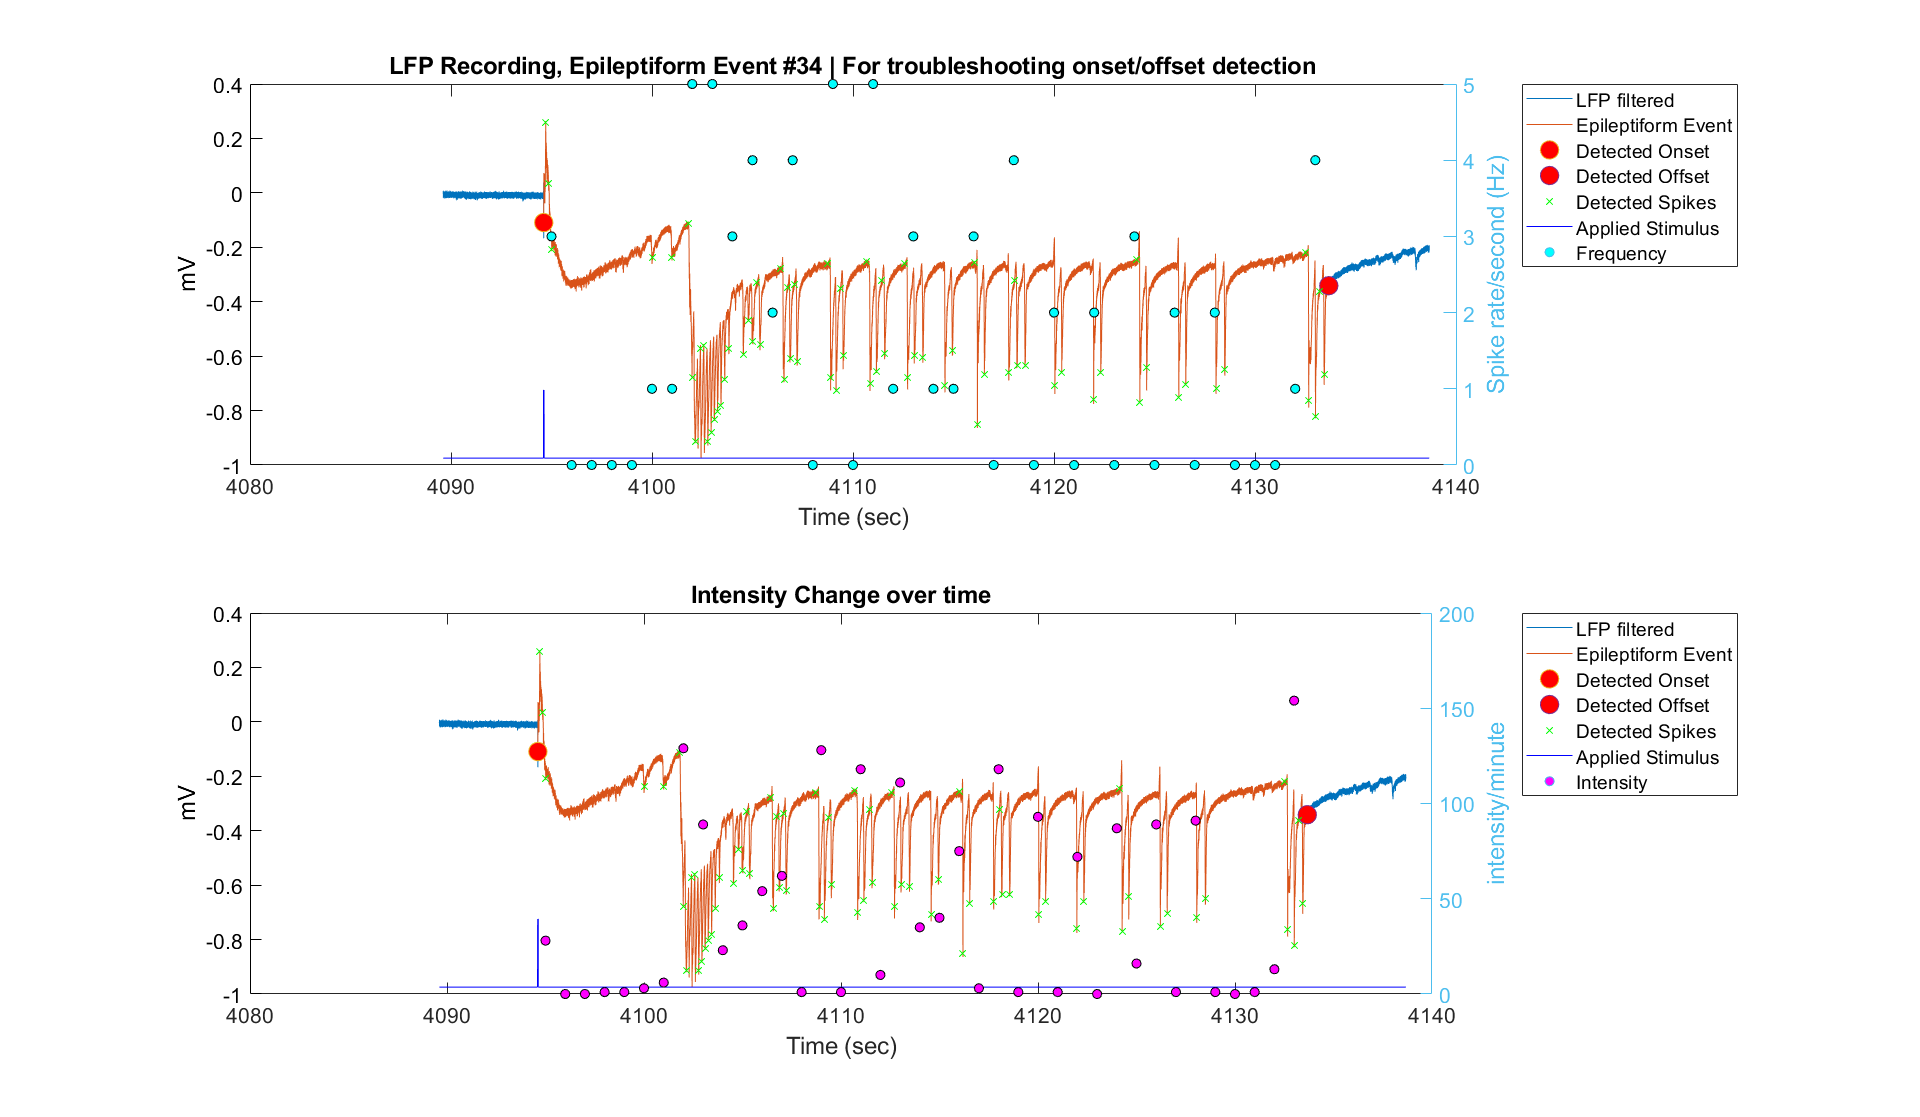 LFP Recording, Epileptiform Event #34 | For troubleshooting onset/offset detection
0.4
0.2
0
-0.2
-0.4
-0.6
-0.8
-1
mV
4080
4090
4100
4110
4120
4130
4140
Time (sec)
5
4
3
2
1
0
Spike rate/second (Hz)
LFP filtered
Epileptiform Event
Detected Onset
Detected Offset
Detected Spikes
Applied Stimulus
Frequency
Intensity Change over time
0.4
0.2
0
-0.2
-0.4
-0.6
-0.8
-1
mV
4080
4090
4100
4110
4120
4130
4140
Time (sec)
200
150
100
50
0
intensity/minute
LFP filtered
Epileptiform Event
Detected Onset
Detected Offset
Detected Spikes
Applied Stimulus
Intensity